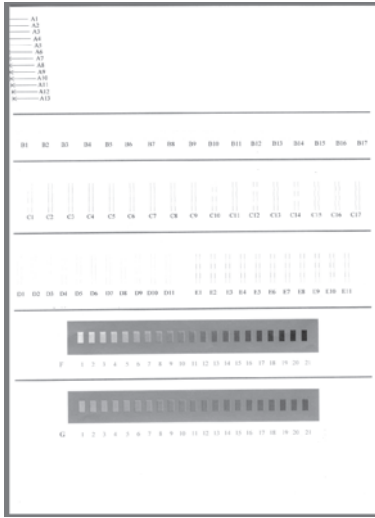 A1
A2
A3
A4
A5
A6
A7
A8
A9
A10
A11
A12
A13
B1 B2 B3 B4 B5 B6 B7 B8 B9 B10 B11 B12 B13 B14 B15 B16 B17
C1 C2 C3 C4 C5 C6 C7 C8 C9 C10 C11 C12 C13 C14 C15 C16 C17
D1 D2 D3 D4 D5 D6 D7 D8 D9 D10 D11 E1 E2 E3 E4 E5 E6 E7 E8 E9 E10 E11
F 1 2 3 4 5 6 7 8 9 10 11 12 13 14 15 16 17 18 19 20 21
G 1 2 3 4 5 6 7 8 9 10 11 12 13 14 15 16 17 18 19 20 21